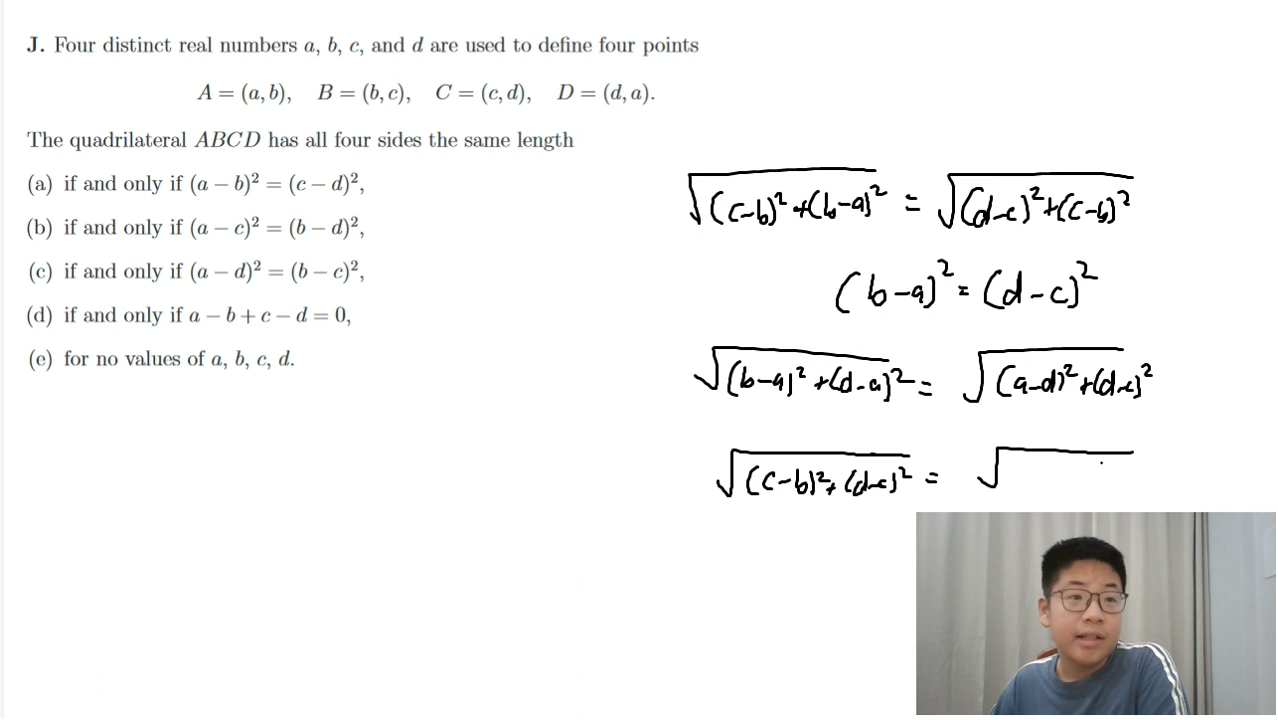 J. Four distinct real numbers a, b, c, and d are used to define four points
A = (a, b), B = (b, c), C = (c, d), D = (d, a).
The quadrilateral ABCD has all four sides the same length
(a) if and only if (a − b)² = (c − d)²,
(b) if and only if (a − c)² = (b − d)²,
(c) if and only if (a − d)² = (b − c)²,
(d) if and only if a − b + c − d = 0,
(e) for no values of a, b, c, d.
√(c-b)²+(b-a)² = √(d-c)²+(c-b)²
(b-a)² = (d-c)²
√(b-a)²+(d-a)² = √(a-d)²+(d-c)²
√(c-b)²+(d-c)² = √